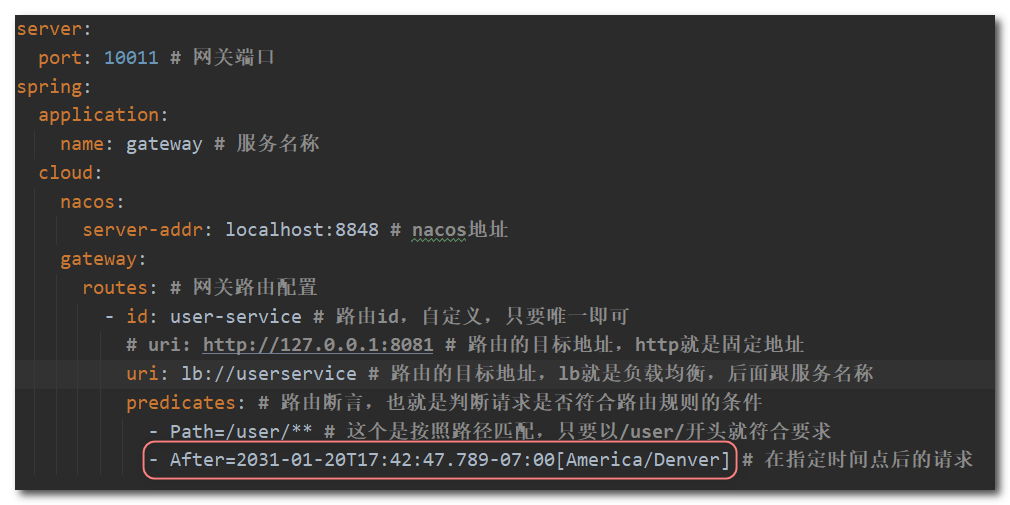 server:
  port: 10011 # 网关端口
spring:
  application:
    name: gateway # 服务名称
  cloud:
    nacos:
      server-addr: localhost:8848 # nacos地址
    gateway:
      routes: # 网关路由配置
        - id: user-service # 路由id，自定义，只要唯一即可
          # uri: http://127.0.0.1:8081 # 路由的目标地址，http就是固定地址
          uri: lb://userservice # 路由的目标地址，lb就是负载均衡，后面跟服务名称
          predicates: # 路由断言，也就是判断请求是否符合路由规则的条件
            - Path=/user/** # 这个是按照路径匹配，只要以/user/开头就符合要求
            - After=2031-01-20T17:42:47.789-07:00[America/Denver] # 在指定时间点后的请求